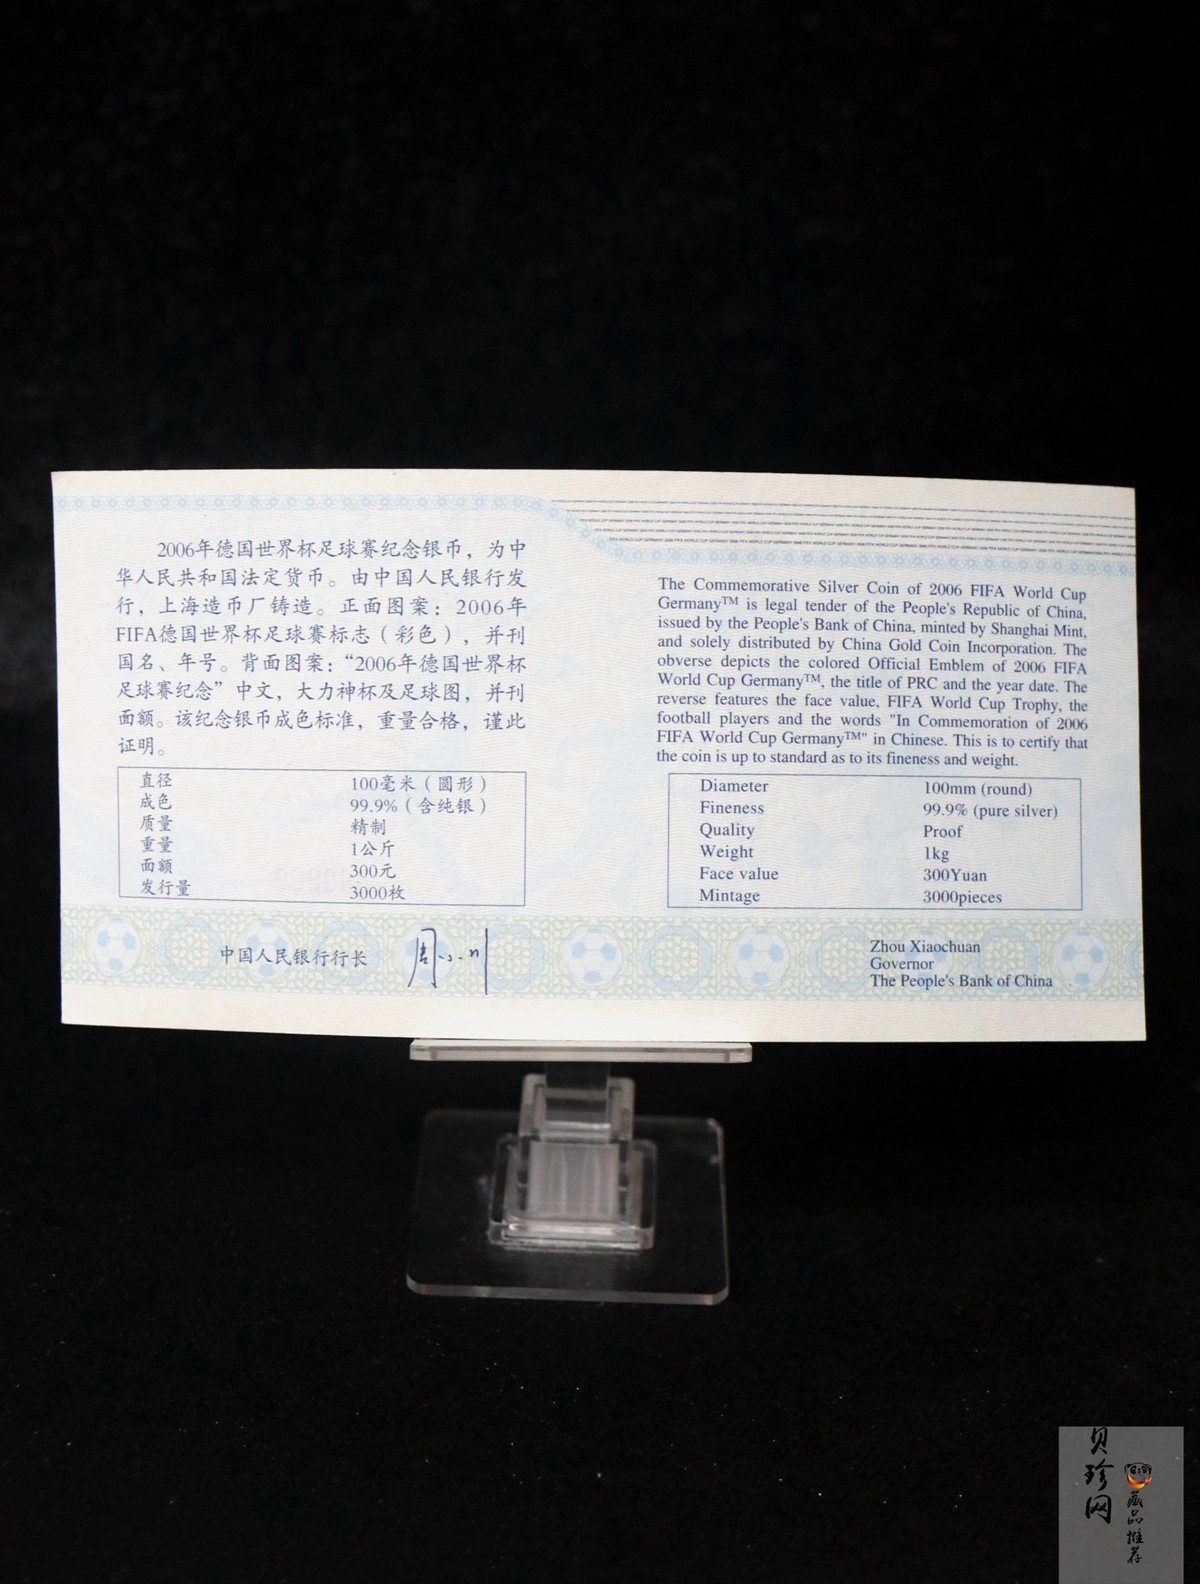 2006年德国世界杯足球赛纪念银币，为中
华人民共和国法定货币。由中国人民银行发
行，上海造币厂铸造。正面图案：2006年
FIFA德国世界杯足球赛标志（彩色），并刊
国名、年号。背面图案：“2006年德国世界杯
足球赛纪念”中文，大力神杯及足球图，并刊
面额。该纪念银币成色标准，重量合格，谨此
证明。
直径 100毫米（圆形）
成色 99.9%（含纯银）
质量 精制
重量 1公斤
面额 300元
发行量 3000枚
中国人民银行行长 周小川
The Commemorative Silver Coin of 2006 FIFA World Cup
Germany™ is legal tender of the People's Republic of China,
issued by the People's Bank of China, minted by Shanghai Mint,
and solely distributed by China Gold Coin Incorporation. The
obverse depicts the colored Official Emblem of 2006 FIFA
World Cup Germany™, the title of PRC and the year date. The
reverse features the face value, FIFA World Cup Trophy, the
football players and the words "In Commemoration of 2006
FIFA World Cup Germany™" in Chinese. This is to certify that
the coin is up to standard as to its fineness and weight.
Diameter 100mm (round)
Fineness 99.9% (pure silver)
Quality Proof
Weight 1kg
Face value 300Yuan
Mintage 3000pieces
Zhou Xiaochuan
Governor
The People's Bank of China
贝珍网
藏品推荐